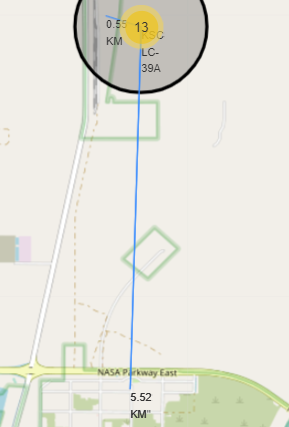 0.55
KM
13
KSC
LC-
39A
NASA Parkway East
5.52
KM"